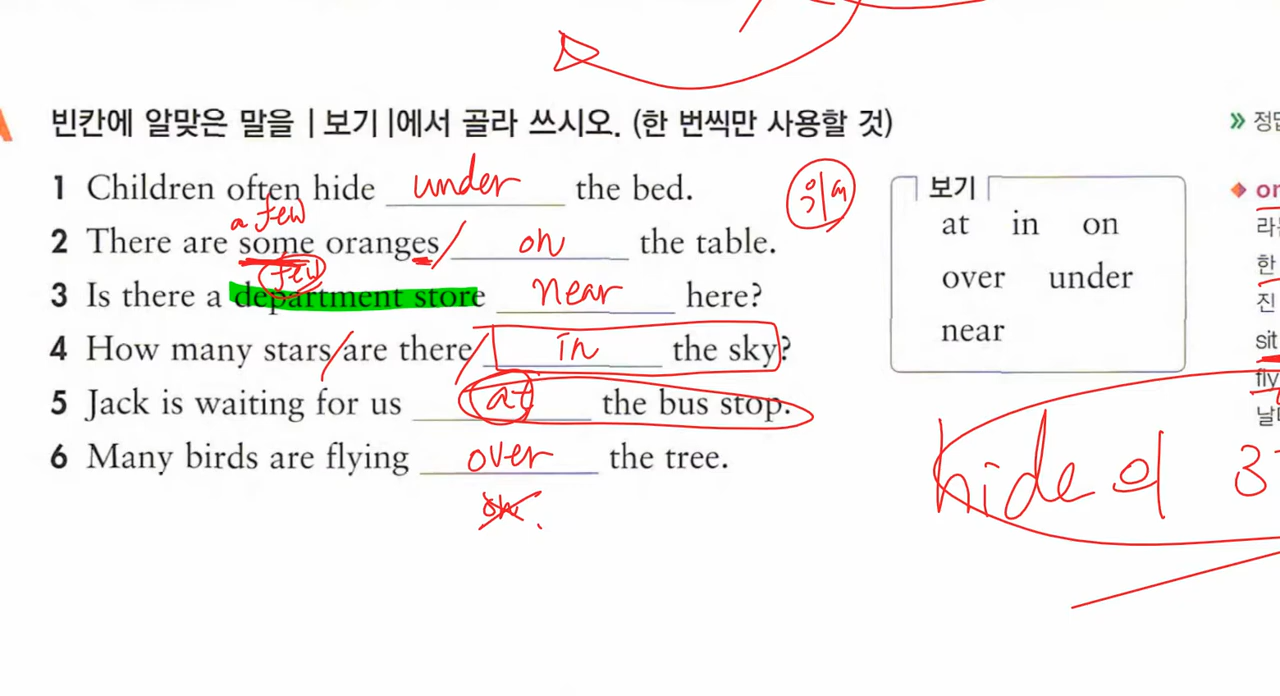 빈칸에 알맞은 말을 |보기|에서 골라 쓰시오. (한 번씩만 사용할 것)
» 정답
1 Children often hide under the bed.
a few
2 There are some oranges / on the table.
few
3 Is there a department store near here?
4 How many stars/are there/ in the sky?
5 Jack is waiting for us at the bus stop.
6 Many birds are flying over the tree.
on
위에
보기
at in on
over under
near
on
한
진
sit
fly
hide의 3